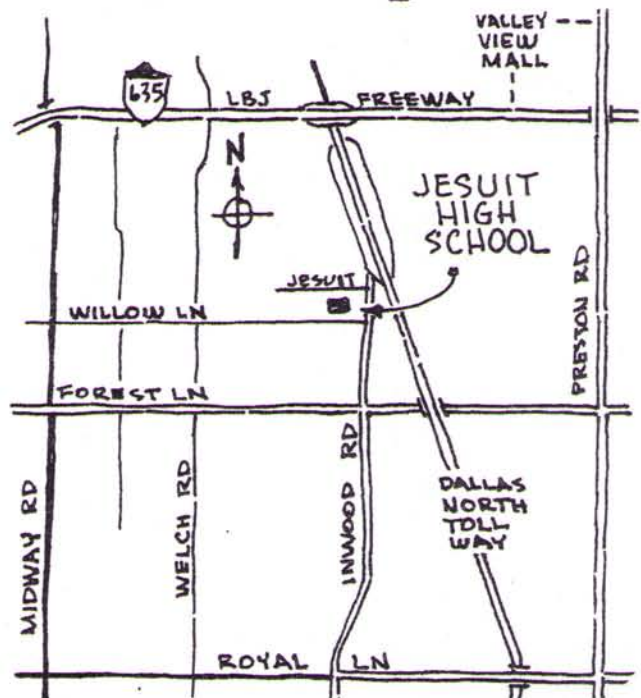 VALLEY
VIEW
MALL
635
LBJ FREEWAY
N
JESUIT
HIGH
SCHOOL
JESUIT
WILLOW LN
PRESTON RD
FOREST LN
MIDWAY RD
WELCH RD
INWOOD RD
DALLAS
NORTH
TOLL
WAY
ROYAL LN